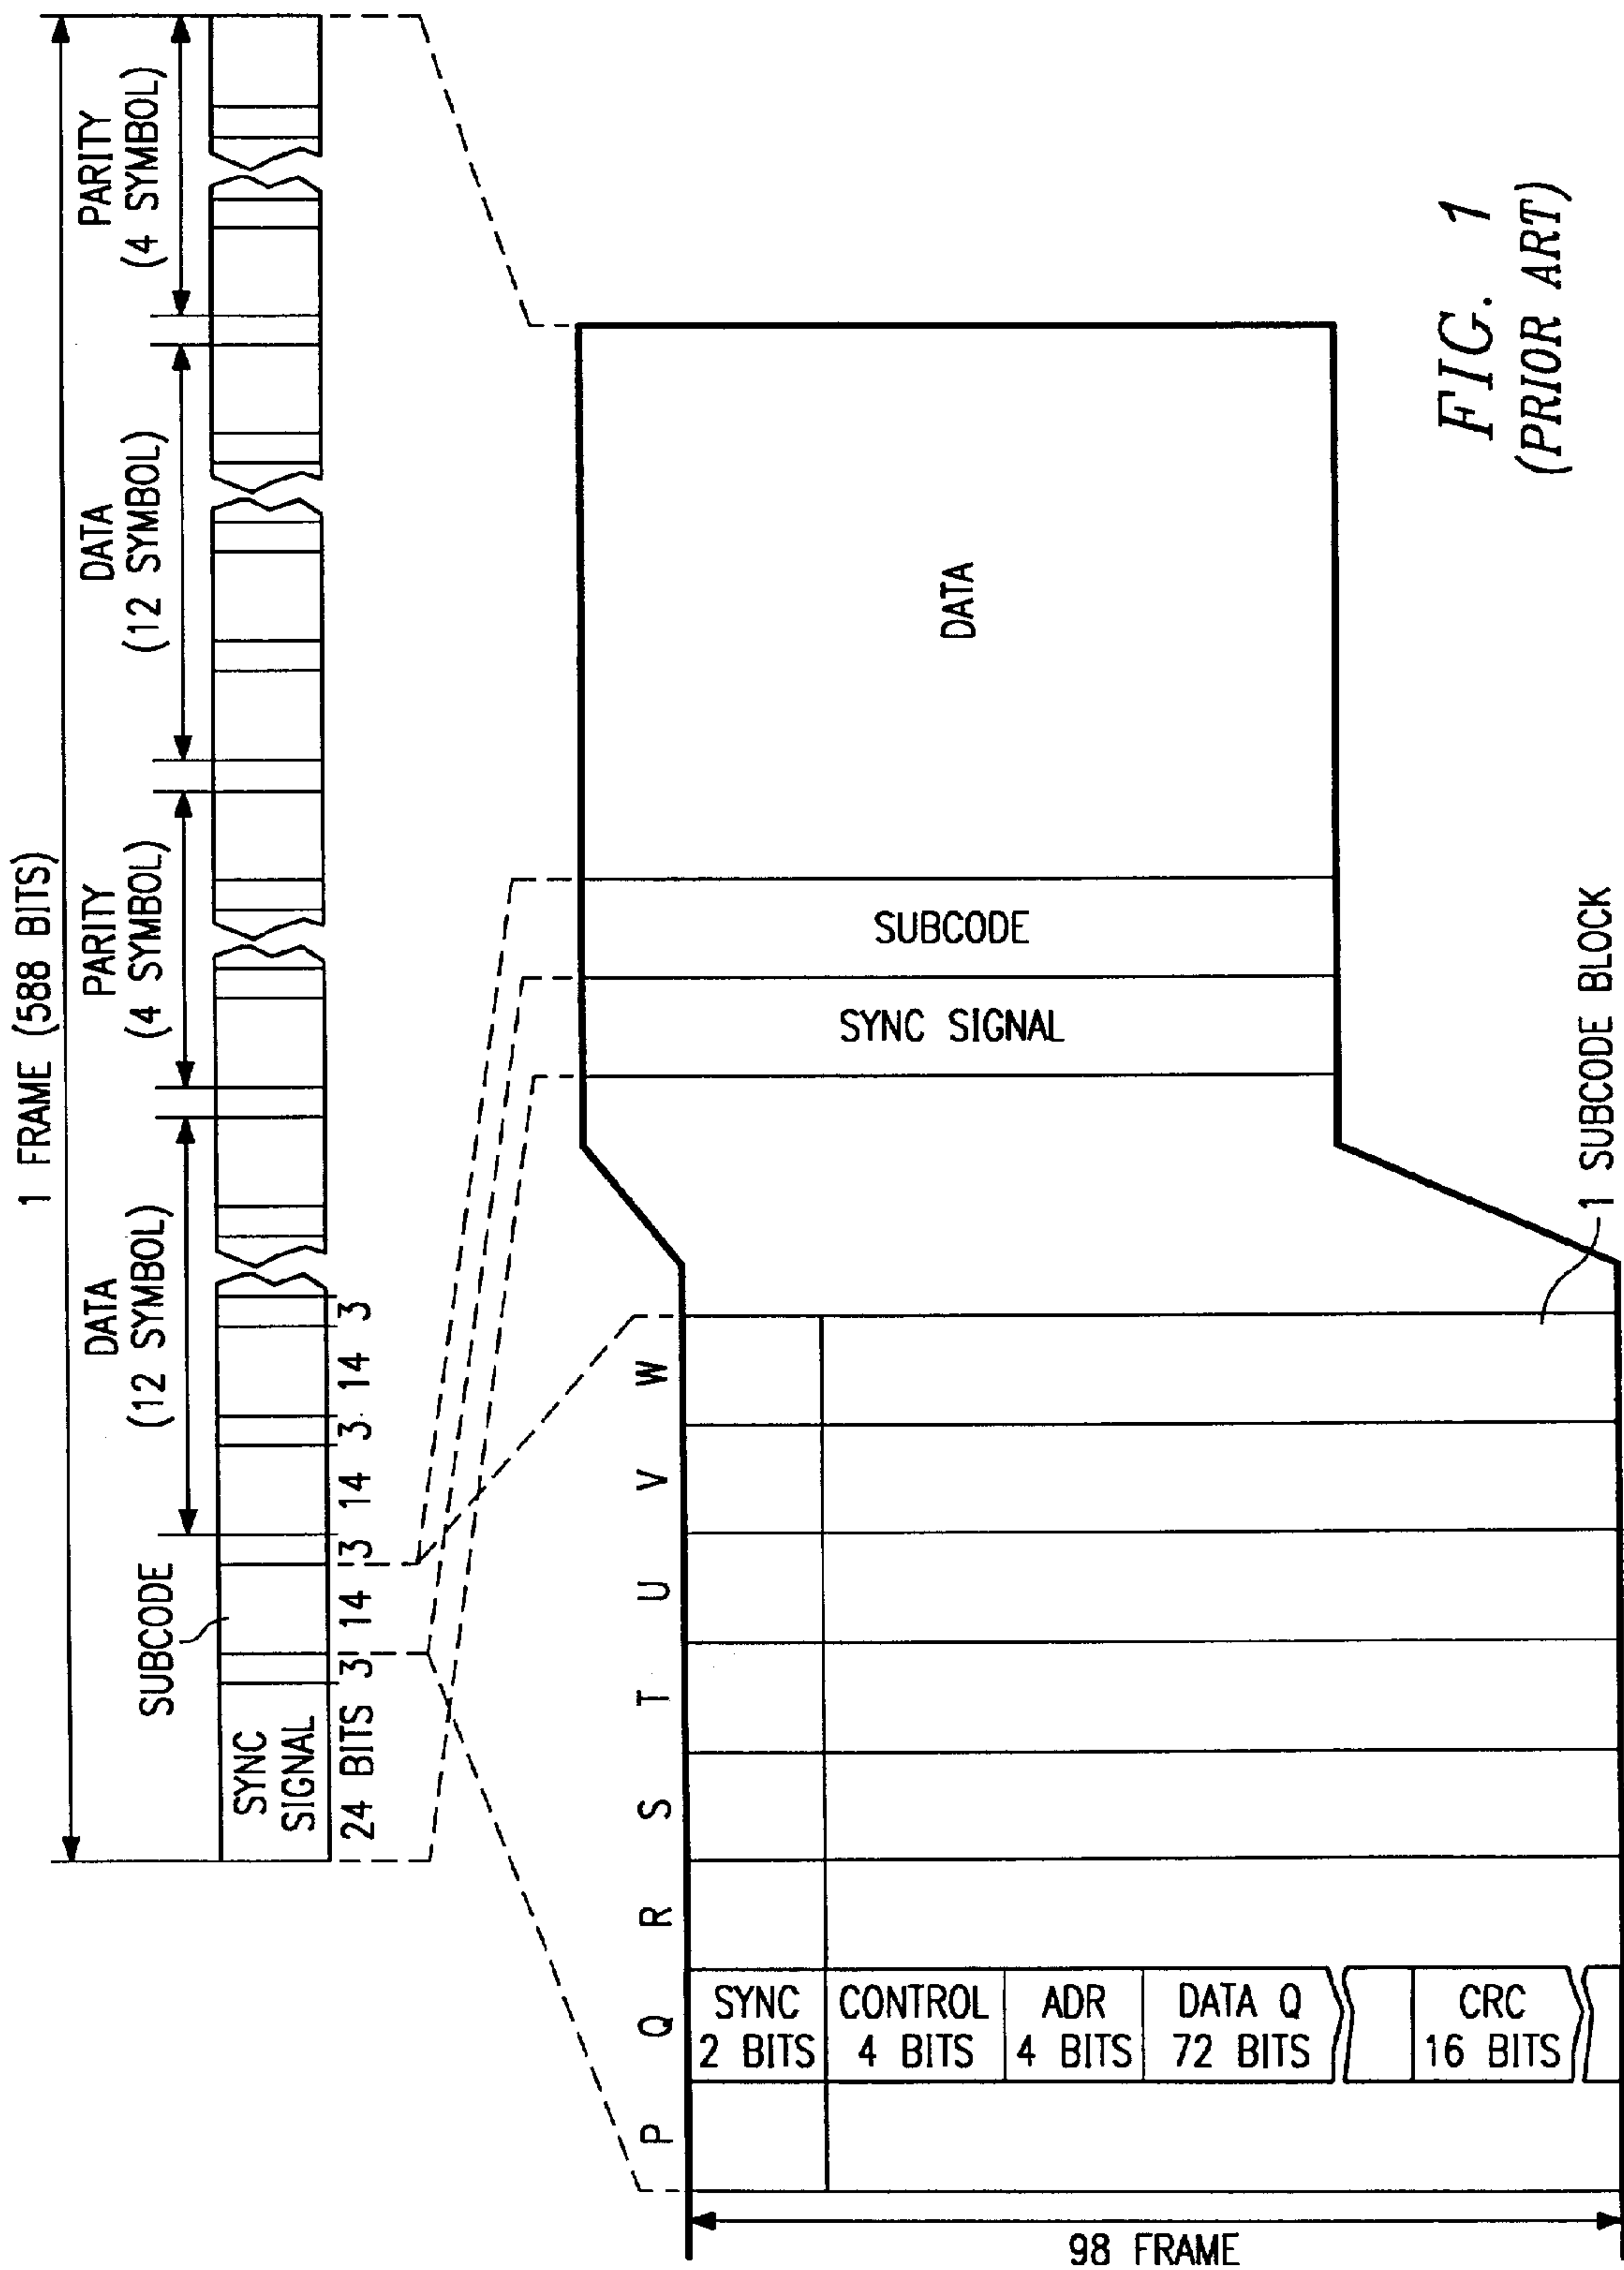 1 FRAME (588 BITS)
SUBCODE
DATA
(12 SYMBOL)
PARITY
(4 SYMBOL)
DATA
(12 SYMBOL)
PARITY
(4 SYMBOL)
SYNC
SIGNAL
24 BITS 3 14 3 14 3 14 3
P Q R S T U V W
SYNC
2 BITS
CONTROL
4 BITS
ADR
4 BITS
DATA Q
72 BITS
CRC
16 BITS
98 FRAME
SYNC SIGNAL
SUBCODE
DATA
1 SUBCODE BLOCK
FIG. 1
(PRIOR ART)